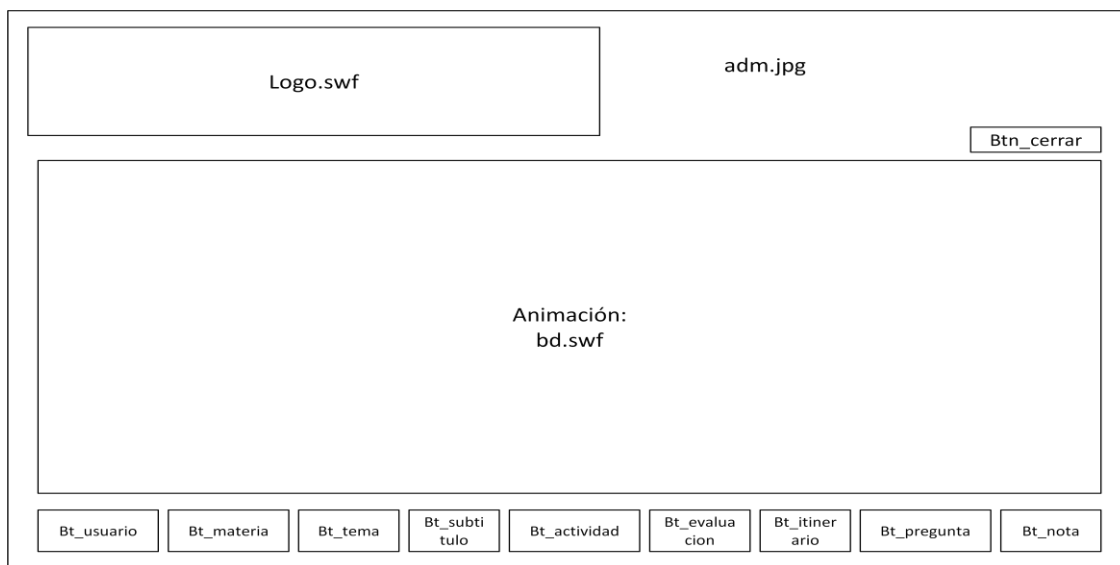 Logo.swf
adm.jpg
Btn_cerrar
Animación:
bd.swf
Bt_usuario
Bt_materia
Bt_tema
Bt_subti
tulo
Bt_actividad
Bt_evalua
cion
Bt_itiner
ario
Bt_pregunta
Bt_nota